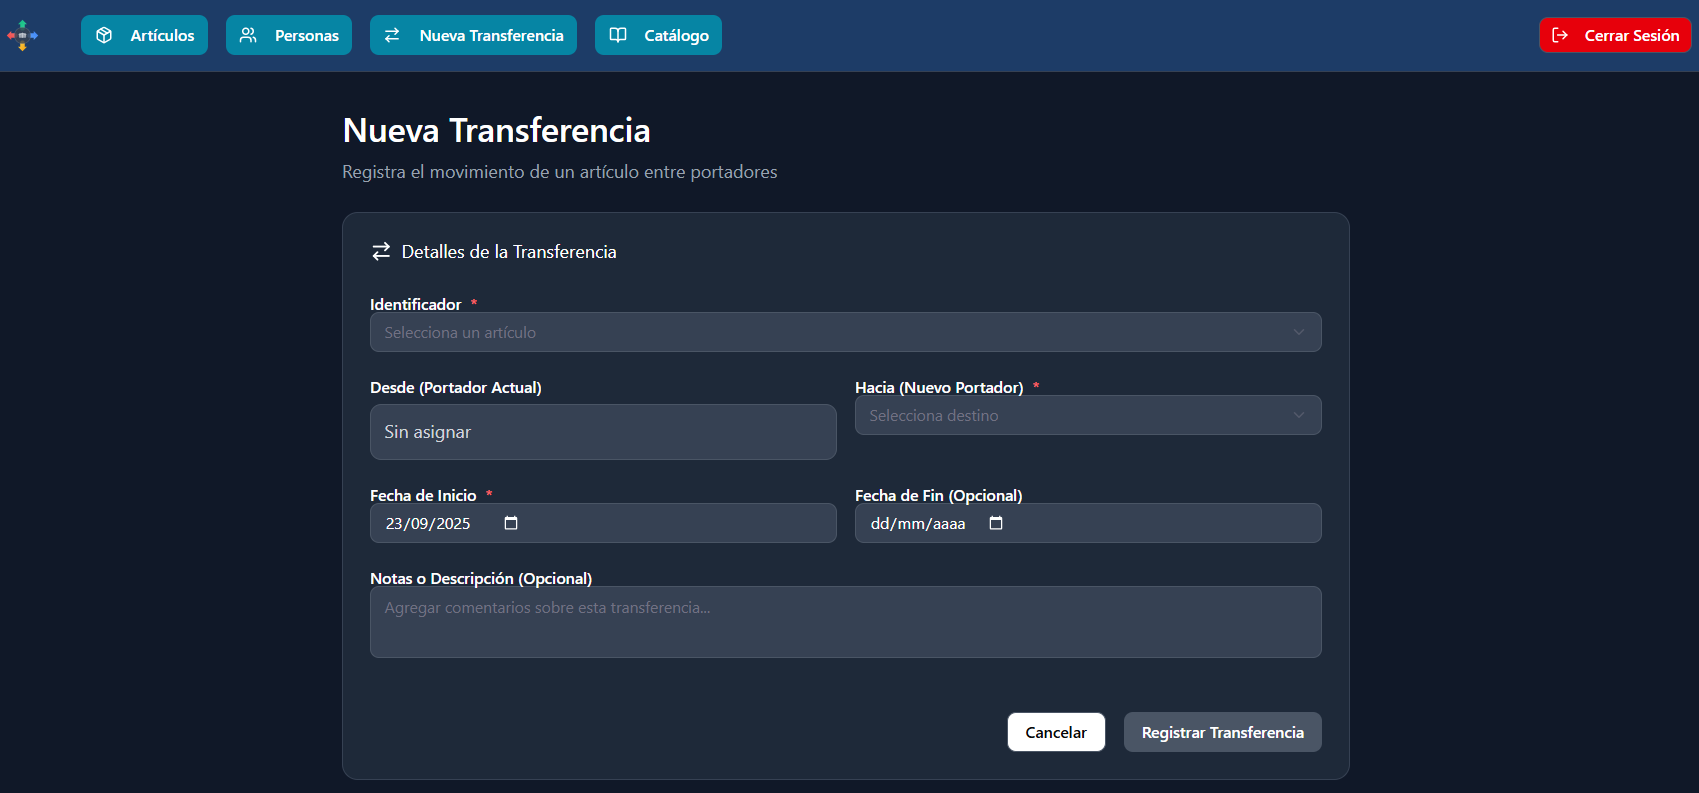 Artículos Personas Nueva Transferencia Catálogo Cerrar Sesión
Nueva Transferencia
Registra el movimiento de un artículo entre portadores
Detalles de la Transferencia
Identificador *
Selecciona un artículo
Desde (Portador Actual) Hacia (Nuevo Portador) *
Sin asignar Selecciona destino
Fecha de Inicio * Fecha de Fin (Opcional)
23/09/2025 dd/mm/aaaa
Notas o Descripción (Opcional)
Agregar comentarios sobre esta transferencia...
Cancelar Registrar Transferencia